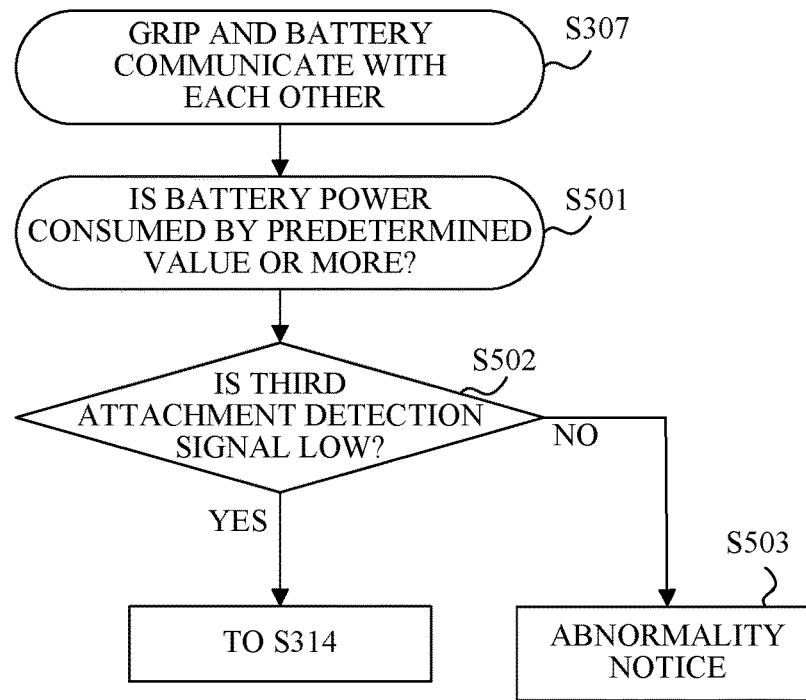 GRIP AND BATTERY
COMMUNICATE WITH
EACH OTHER
S307
IS BATTERY POWER
CONSUMED BY PREDETERMINED
VALUE OR MORE?
S501
IS THIRD
ATTACHMENT DETECTION
SIGNAL LOW?
S502
NO
YES
S503
TO S314
ABNORMALITY
NOTICE